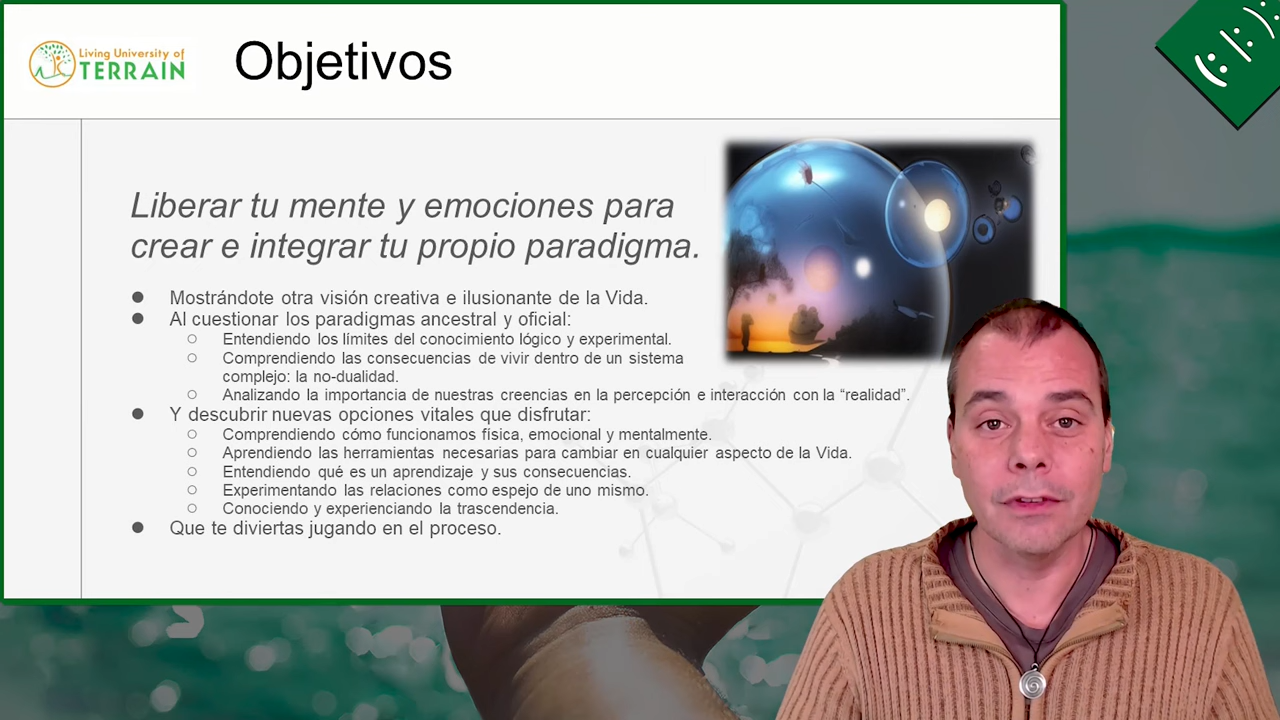 Living University of
TERRAIN
Objetivos
Liberar tu mente y emociones para
crear e integrar tu propio paradigma.
● Mostrándote otra visión creativa e ilusionante de la Vida.
● Al cuestionar los paradigmas ancestral y oficial:
○ Entendiendo los límites del conocimiento lógico y experimental.
○ Comprendiendo las consecuencias de vivir dentro de un sistema
complejo: la no-dualidad.
○ Analizando la importancia de nuestras creencias en la percepción e interacción con la “realidad”.
● Y descubrir nuevas opciones vitales que disfrutar:
○ Comprendiendo cómo funcionamos física, emocional y mentalmente.
○ Aprendiendo las herramientas necesarias para cambiar en cualquier aspecto de la Vida.
○ Entendiendo qué es un aprendizaje y sus consecuencias.
○ Experimentando las relaciones como espejo de uno mismo.
○ Conociendo y experienciando la trascendencia.
● Que te diviertas jugando en el proceso.